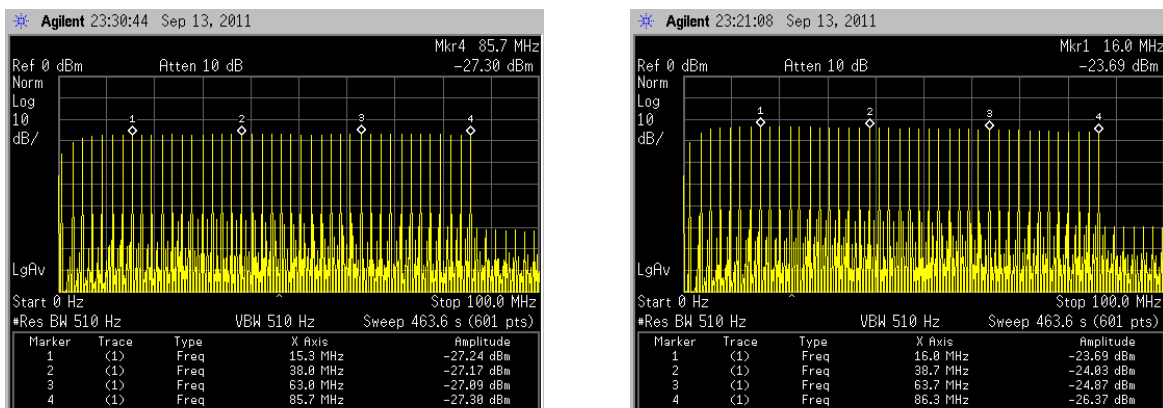 Agilent 23:30:44 Sep 13, 2011
Mkr4 85.7 MHz
Ref 0 dBm Atten 10 dB -27.30 dBm
Norm
Log
10
dB/
1 2 3 4
LgAv
Start 0 Hz ^ Stop 100.0 MHz
#Res BW 510 Hz VBW 510 Hz Sweep 463.6 s (601 pts)
Marker Trace Type X Axis Amplitude
1 (1) Freq 15.3 MHz -27.24 dBm
2 (1) Freq 38.0 MHz -27.17 dBm
3 (1) Freq 63.0 MHz -27.09 dBm
4 (1) Freq 85.7 MHz -27.30 dBm
Agilent 23:21:08 Sep 13, 2011
Mkr1 16.0 MHz
Ref 0 dBm Atten 10 dB -23.69 dBm
Norm
Log
10
dB/
1 2 3 4
LgAv
Start 0 Hz ^ Stop 100.0 MHz
#Res BW 510 Hz VBW 510 Hz Sweep 463.6 s (601 pts)
Marker Trace Type X Axis Amplitude
1 (1) Freq 16.0 MHz -23.69 dBm
2 (1) Freq 38.7 MHz -24.03 dBm
3 (1) Freq 63.7 MHz -24.87 dBm
4 (1) Freq 86.3 MHz -26.37 dBm